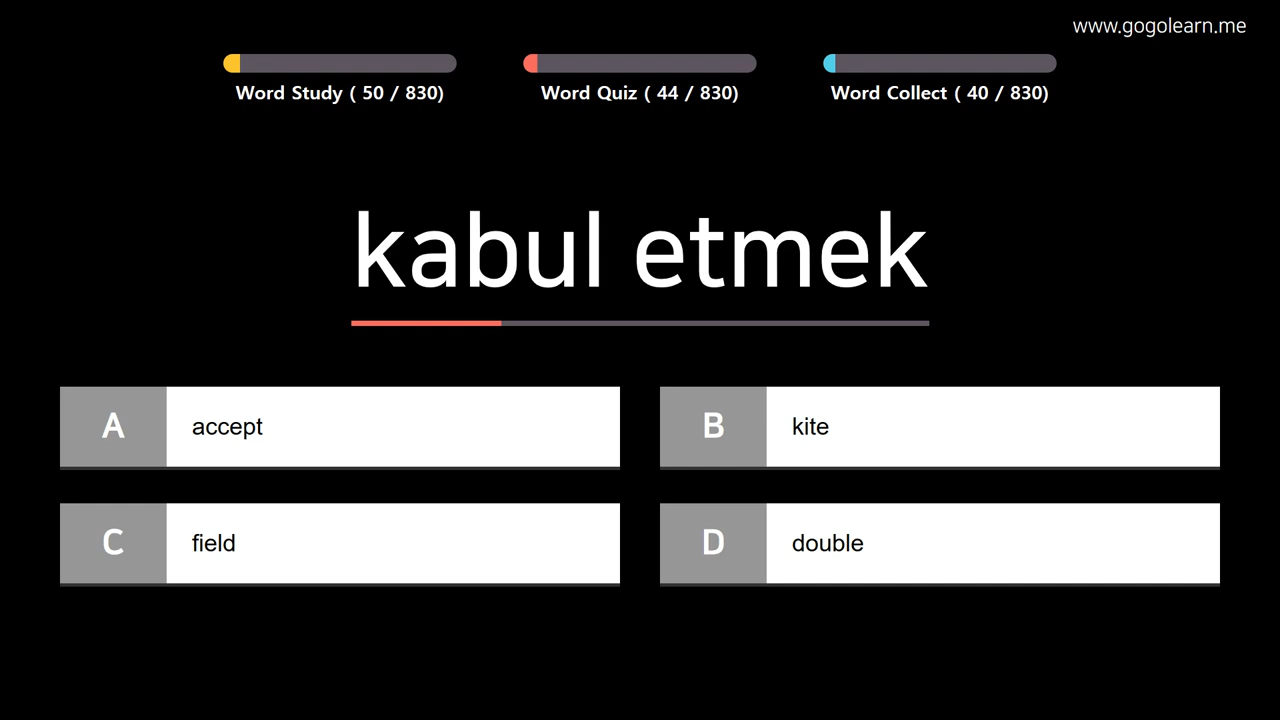 www.gogolearn.me
Word Study ( 50 / 830)
Word Quiz ( 44 / 830)
Word Collect ( 40 / 830)
kabul etmek
A accept
B kite
C field
D double